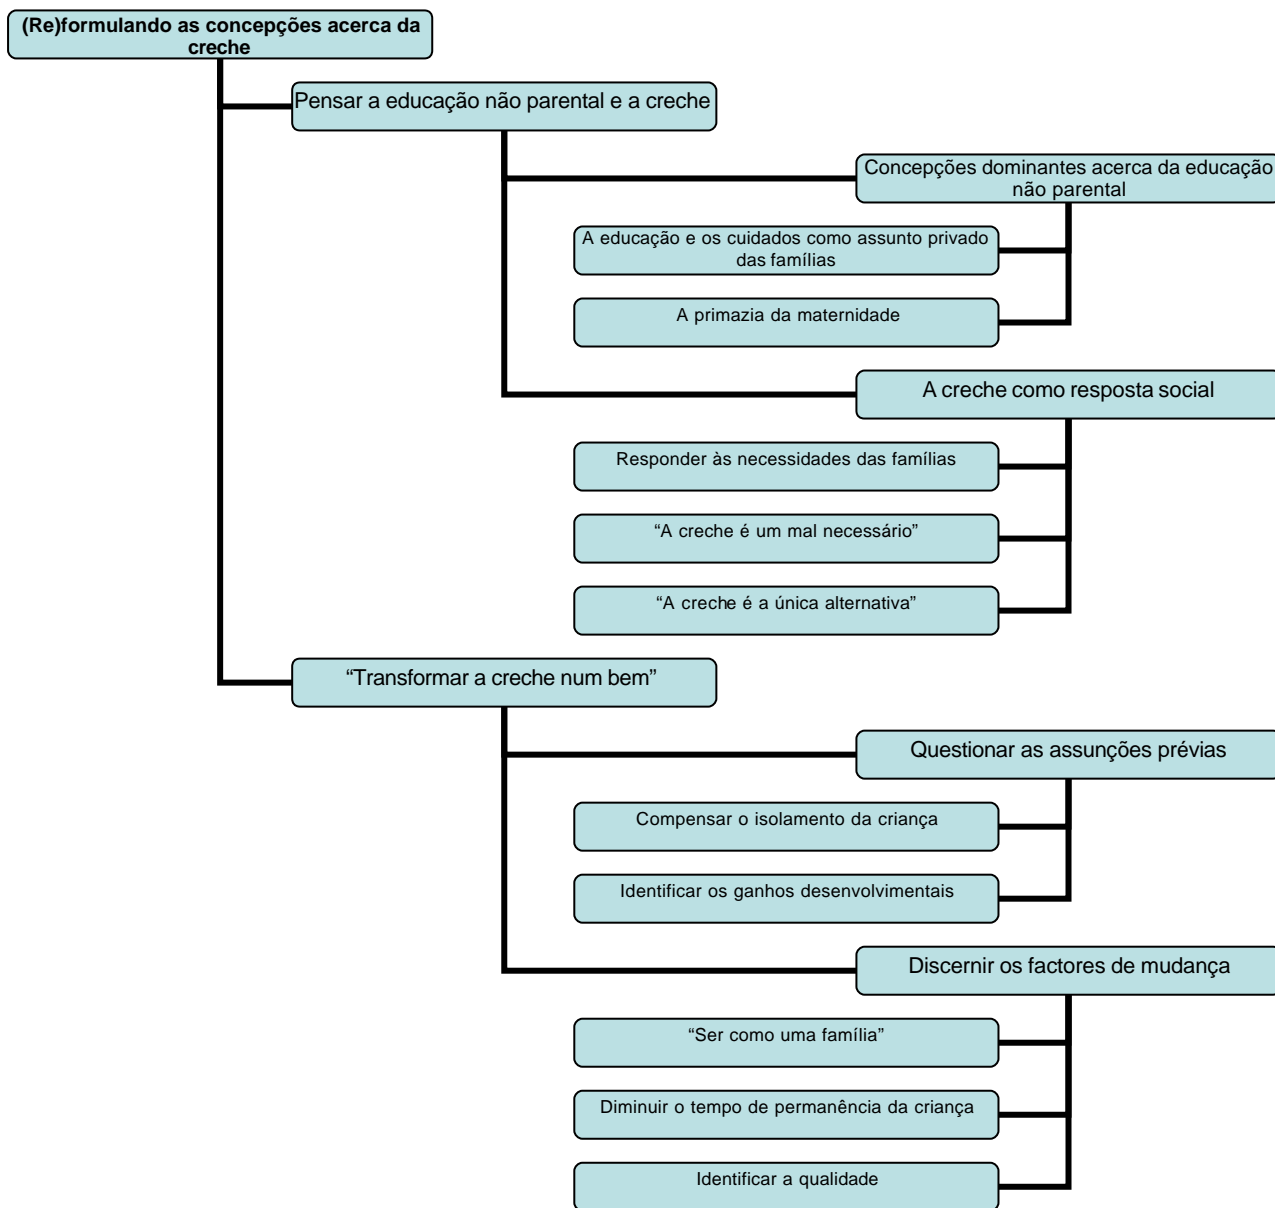 (Re)formulando as concepções acerca da
creche
Pensar a educação não parental e a creche
Concepções dominantes acerca da educação
não parental
A educação e os cuidados como assunto privado
das famílias
A primazia da maternidade
A creche como resposta social
Responder às necessidades das famílias
“A creche é um mal necessário”
“A creche é a única alternativa”
“Transformar a creche num bem”
Questionar as assunções prévias
Compensar o isolamento da criança
Identificar os ganhos desenvolvimentais
Discernir os factores de mudança
“Ser como uma família”
Diminuir o tempo de permanência da criança
Identificar a qualidade